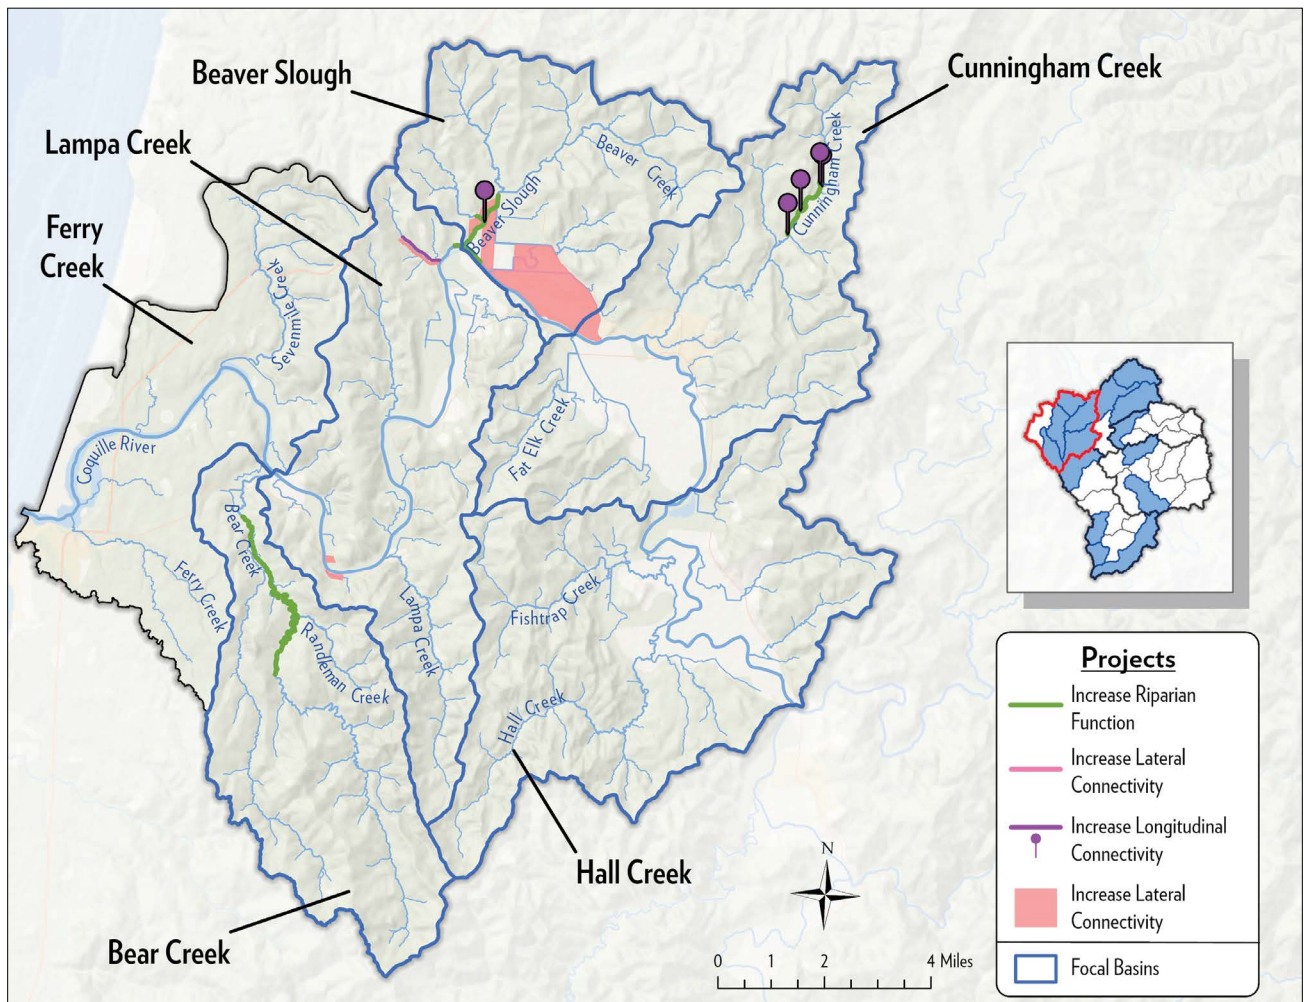 Beaver Slough
Cunningham Creek
Lampa Creek
Ferry
Creek
Beaver Creek
Cunningham Creek
Cunningham Creek
Beaver Slough
Sevenmile Creek
Fat Elk Creek
Coquille River
Bear Creek
Ferry Creek
Fishtrap Creek
Lampa Creek
Randleman Creek
Hall Creek
Hall Creek
Bear Creek
N
0 1 2 4 Miles
Projects
Increase Riparian
Function
Increase Lateral
Connectivity
Increase Longitudinal
Connectivity
Increase Lateral
Connectivity
Focal Basins